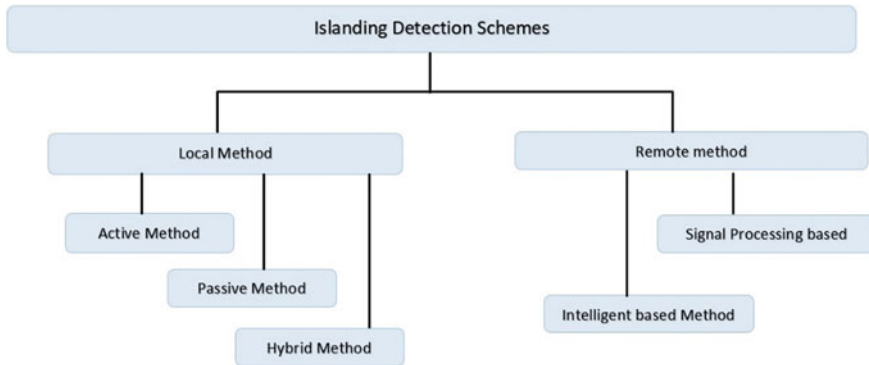 Islanding Detection Schemes
Local Method
Remote method
Active Method
Signal Processing based
Passive Method
Intelligent based Method
Hybrid Method